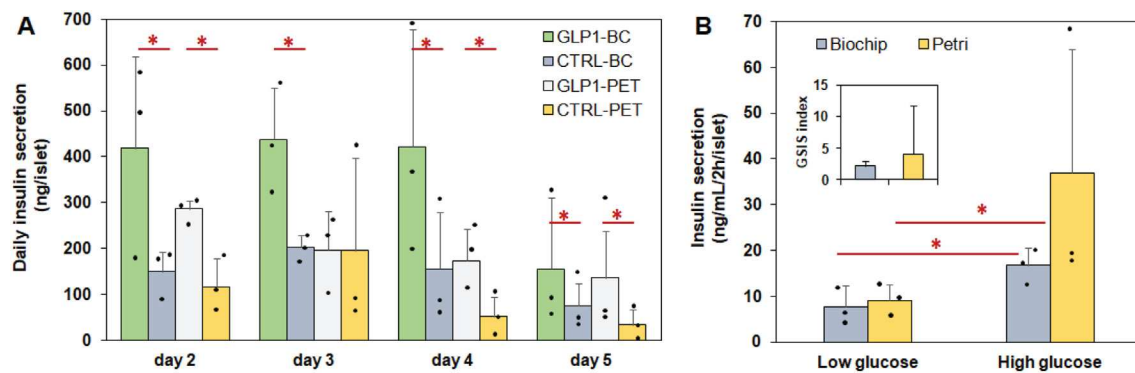 A
Daily insulin secretion
(ng/islet)
700
600
500
400
300
200
100
0
* * * * * * *
GLP1-BC
CTRL-BC
GLP1-PET
CTRL-PET
day 2 day 3 day 4 day 5
B
Insulin secretion
(ng/mL/2h/islet)
70
60
50
40
30
20
10
0
Biochip Petri
GSIS index
15
10
5
0
*
*
Low glucose High glucose